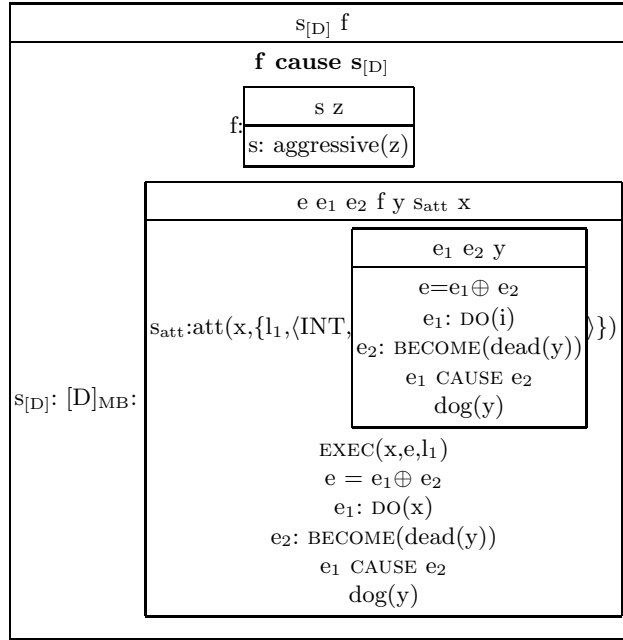 s[D] f
f cause s[D]
s z
f:
s: aggressive(z)
e e1 e2 f y satt x
e1 e2 y
e=e1⊕ e2
e1: DO(i)
satt:att(x,{l1,⟨INT, e2: BECOME(dead(y)) ⟩})
e1 CAUSE e2
dog(y)
s[D]: [D]MB:
EXEC(x,e,l1)
e = e1⊕ e2
e1: DO(x)
e2: BECOME(dead(y))
e1 CAUSE e2
dog(y)